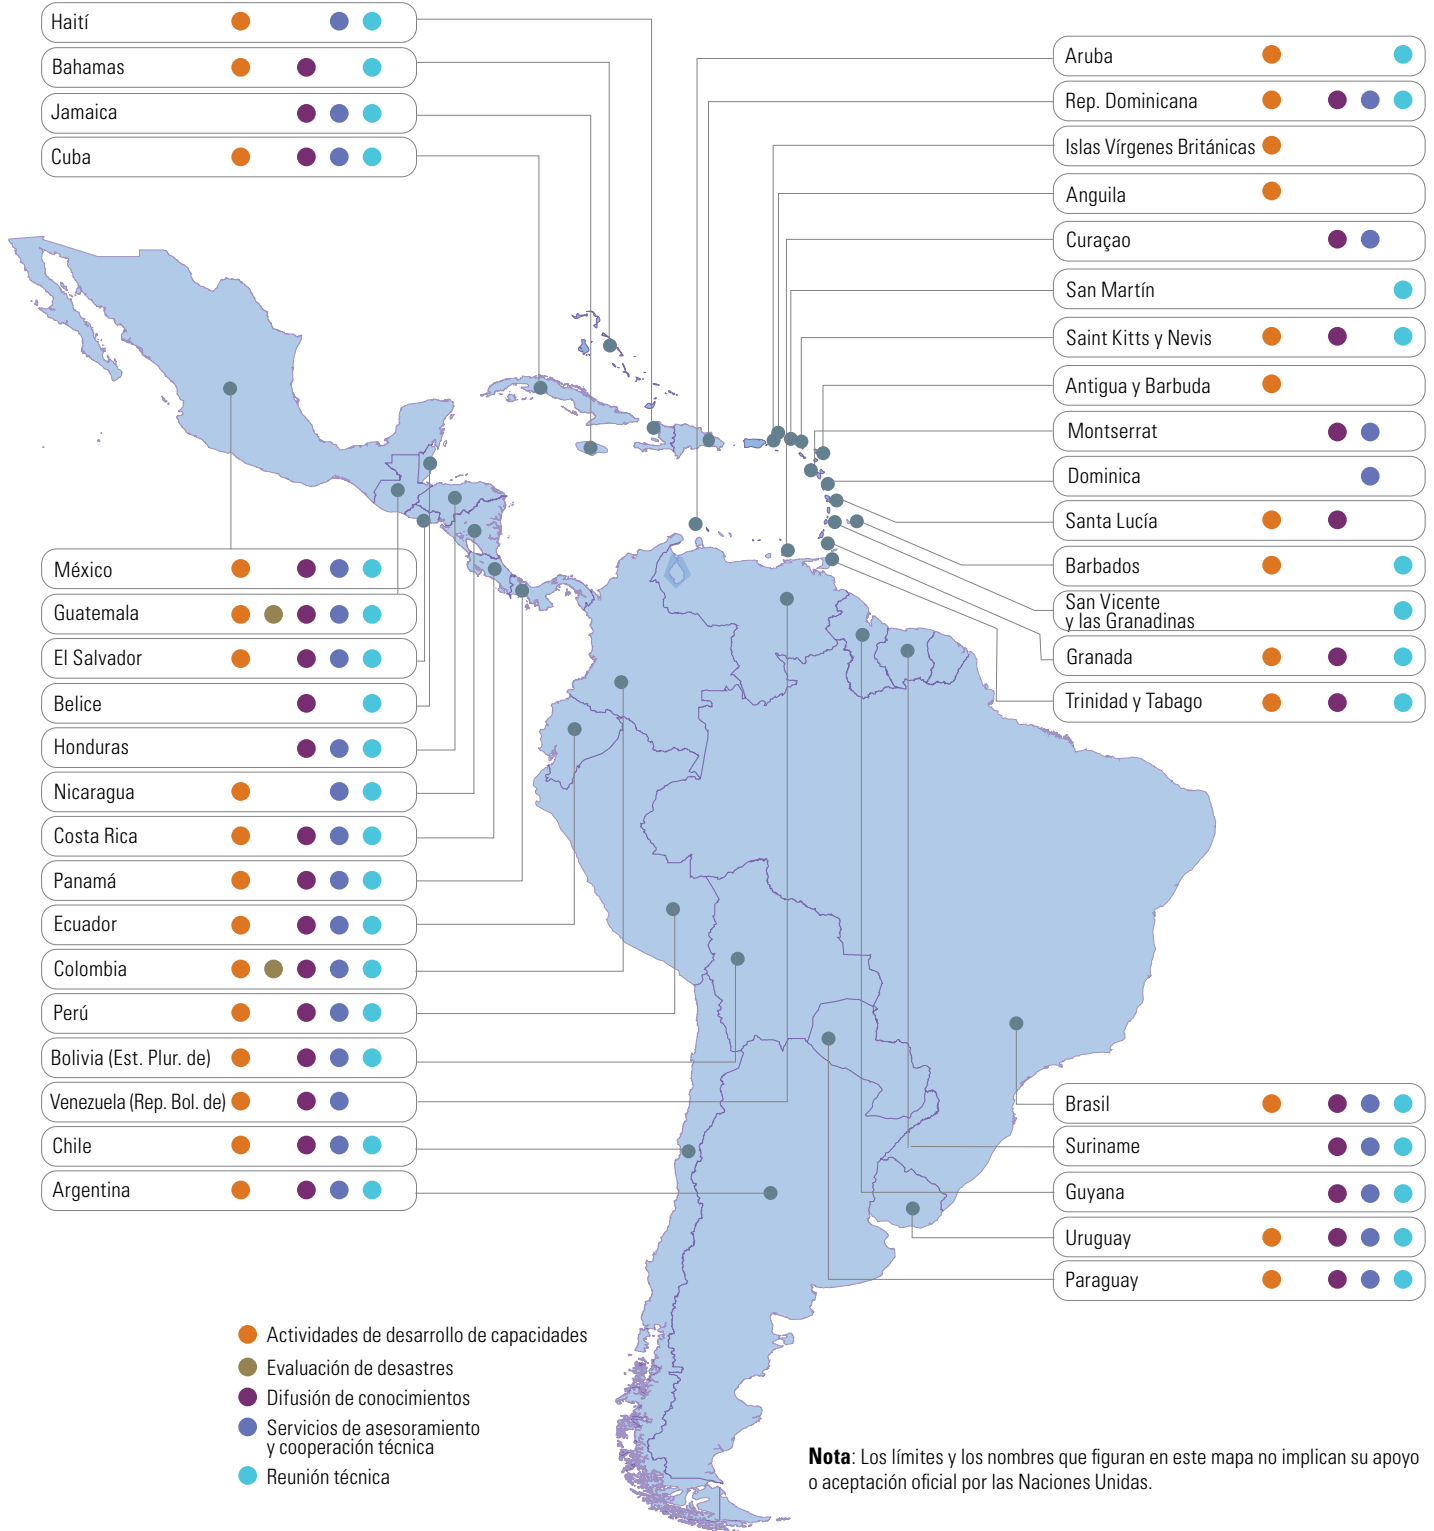 Haití
Bahamas
Jamaica
Cuba
Aruba
Rep. Dominicana
Islas Vírgenes Británicas
Anguila
Curaçao
San Martín
Saint Kitts y Nevis
Antigua y Barbuda
Montserrat
Dominica
Santa Lucía
Barbados
San Vicente
y las Granadinas
Granada
Trinidad y Tabago
México
Guatemala
El Salvador
Belice
Honduras
Nicaragua
Costa Rica
Panamá
Ecuador
Colombia
Perú
Bolivia (Est. Plur. de)
Venezuela (Rep. Bol. de)
Chile
Argentina
Brasil
Suriname
Guyana
Uruguay
Paraguay
Actividades de desarrollo de capacidades
Evaluación de desastres
Difusión de conocimientos
Servicios de asesoramiento
y cooperación técnica
Reunión técnica
Nota: Los límites y los nombres que figuran en este mapa no implican su apoyo
o aceptación oficial por las Naciones Unidas.